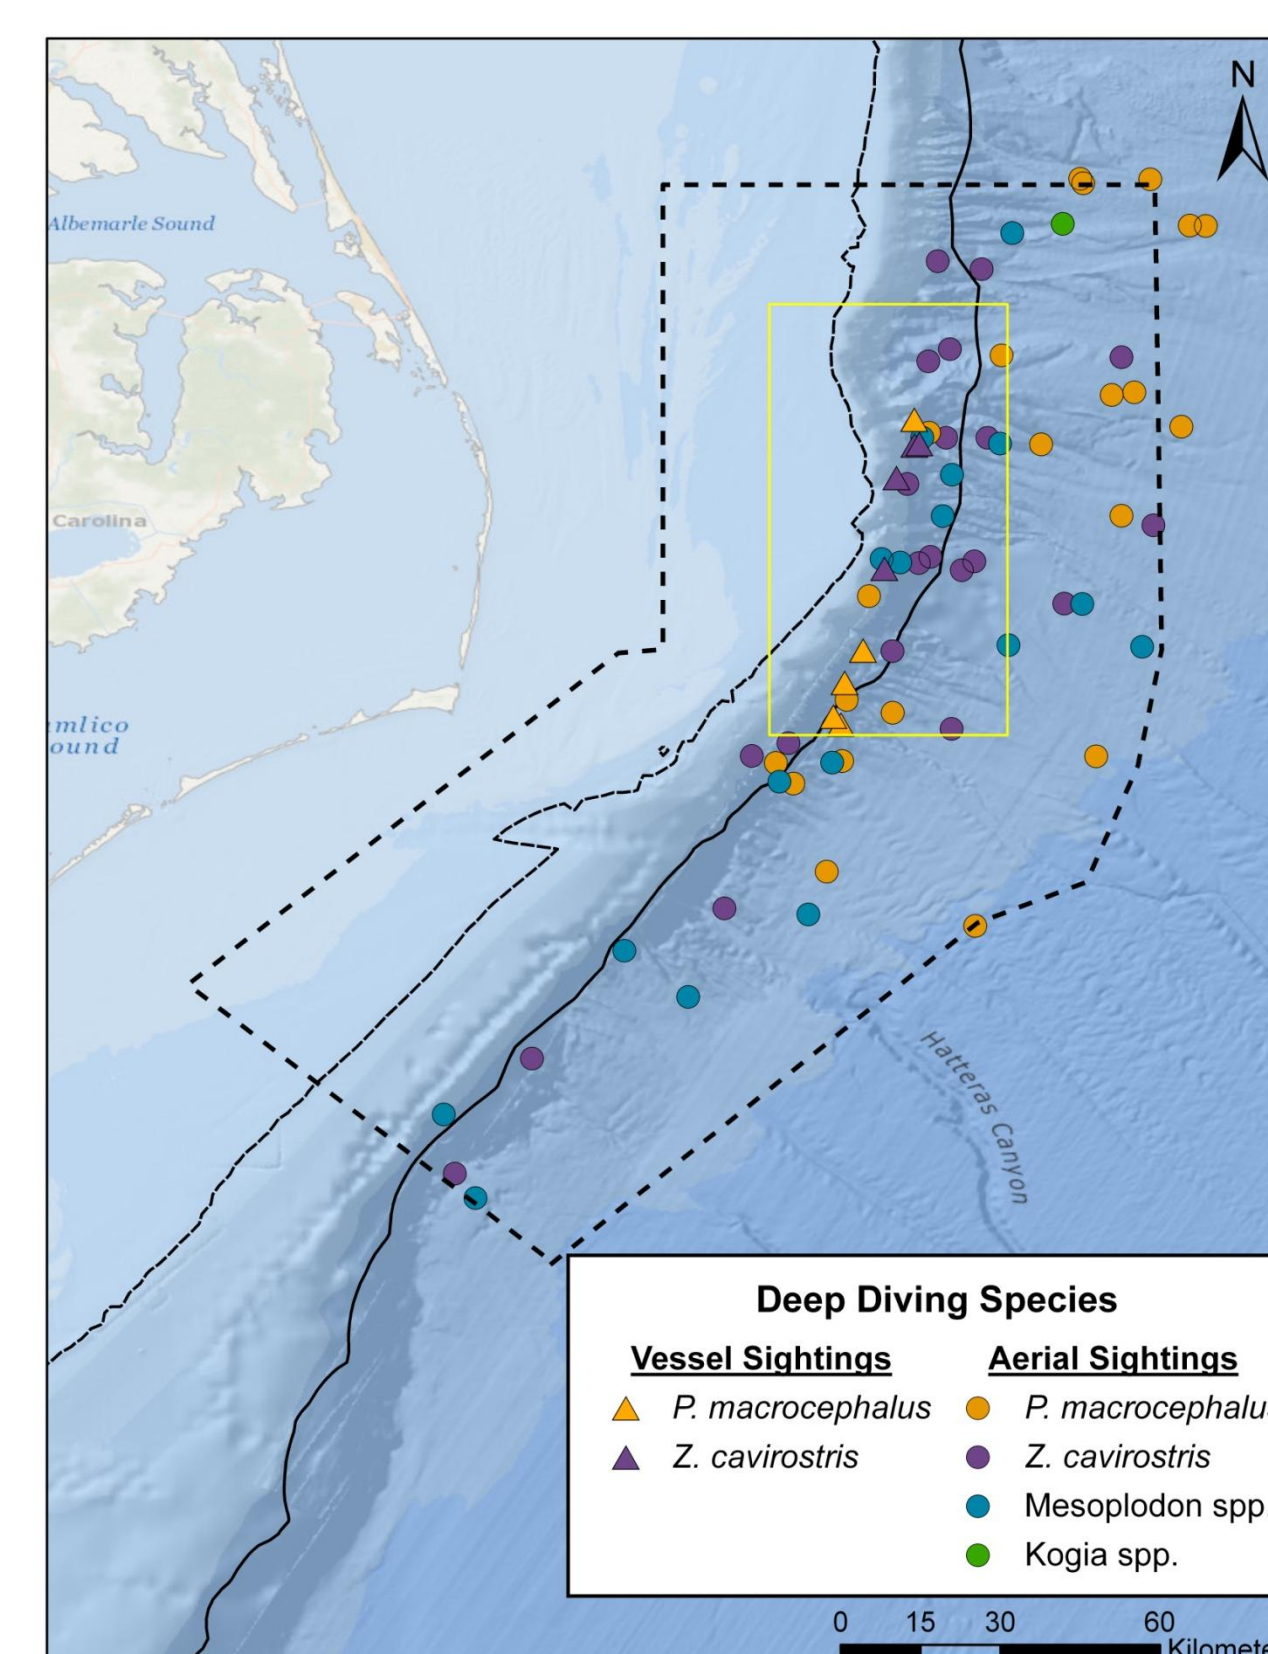 N
Albemarle Sound
Carolina
mlico
ound
Hatteras Canyon
Deep Diving Species
Vessel Sightings
Aerial Sightings
P. macrocephalus
P. macrocephalus
Z. cavirostris
Z. cavirostris
Mesoplodon spp.
Kogia spp.
0 15 30 60
Kilomete